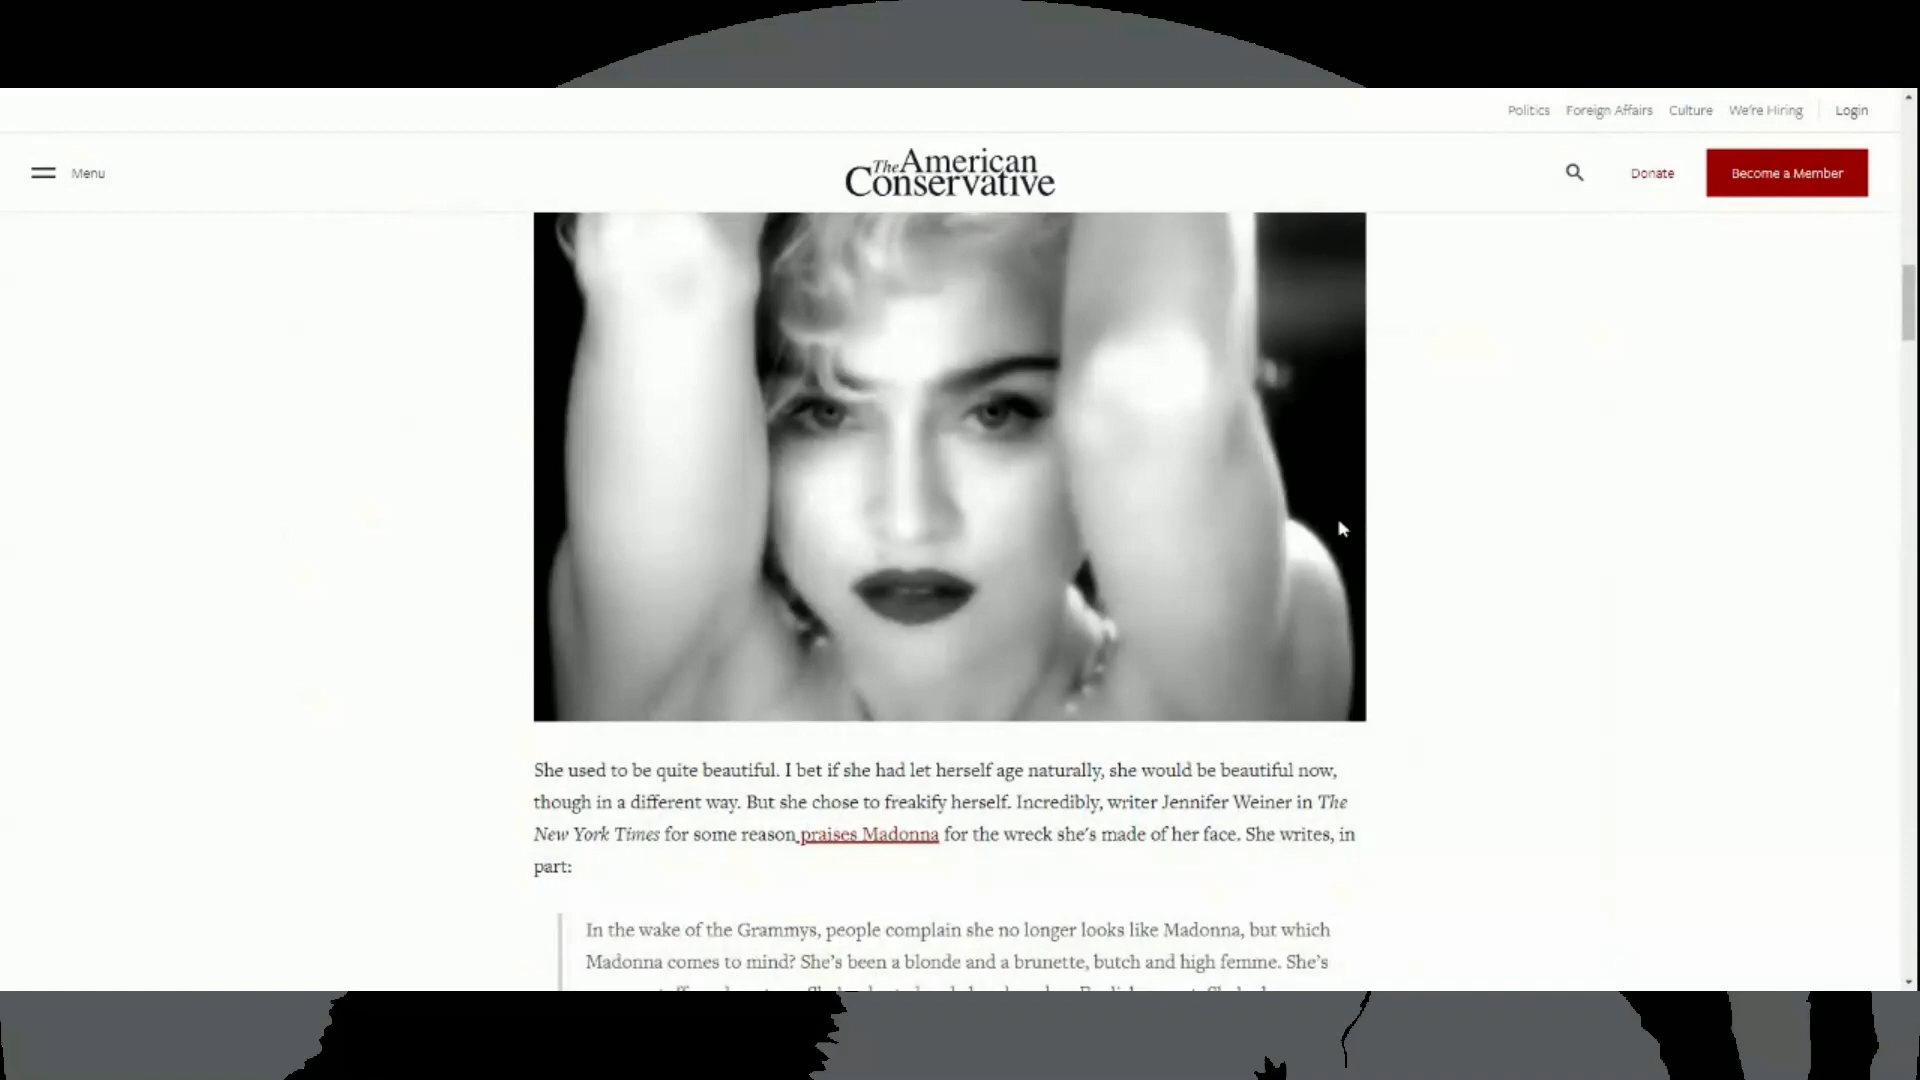 Politics Foreign Affairs Culture We're Hiring Login
Menu
The American
Conservative
Donate
Become a Member
She used to be quite beautiful. I bet if she had let herself age naturally, she would be beautiful now,
though in a different way. But she chose to freakify herself. Incredibly, writer Jennifer Weiner in The
New York Times for some reason praises Madonna for the wreck she's made of her face. She writes, in
part:
In the wake of the Grammys, people complain she no longer looks like Madonna, but which
Madonna comes to mind? She's been a blonde and a brunette, butch and high femme. She's